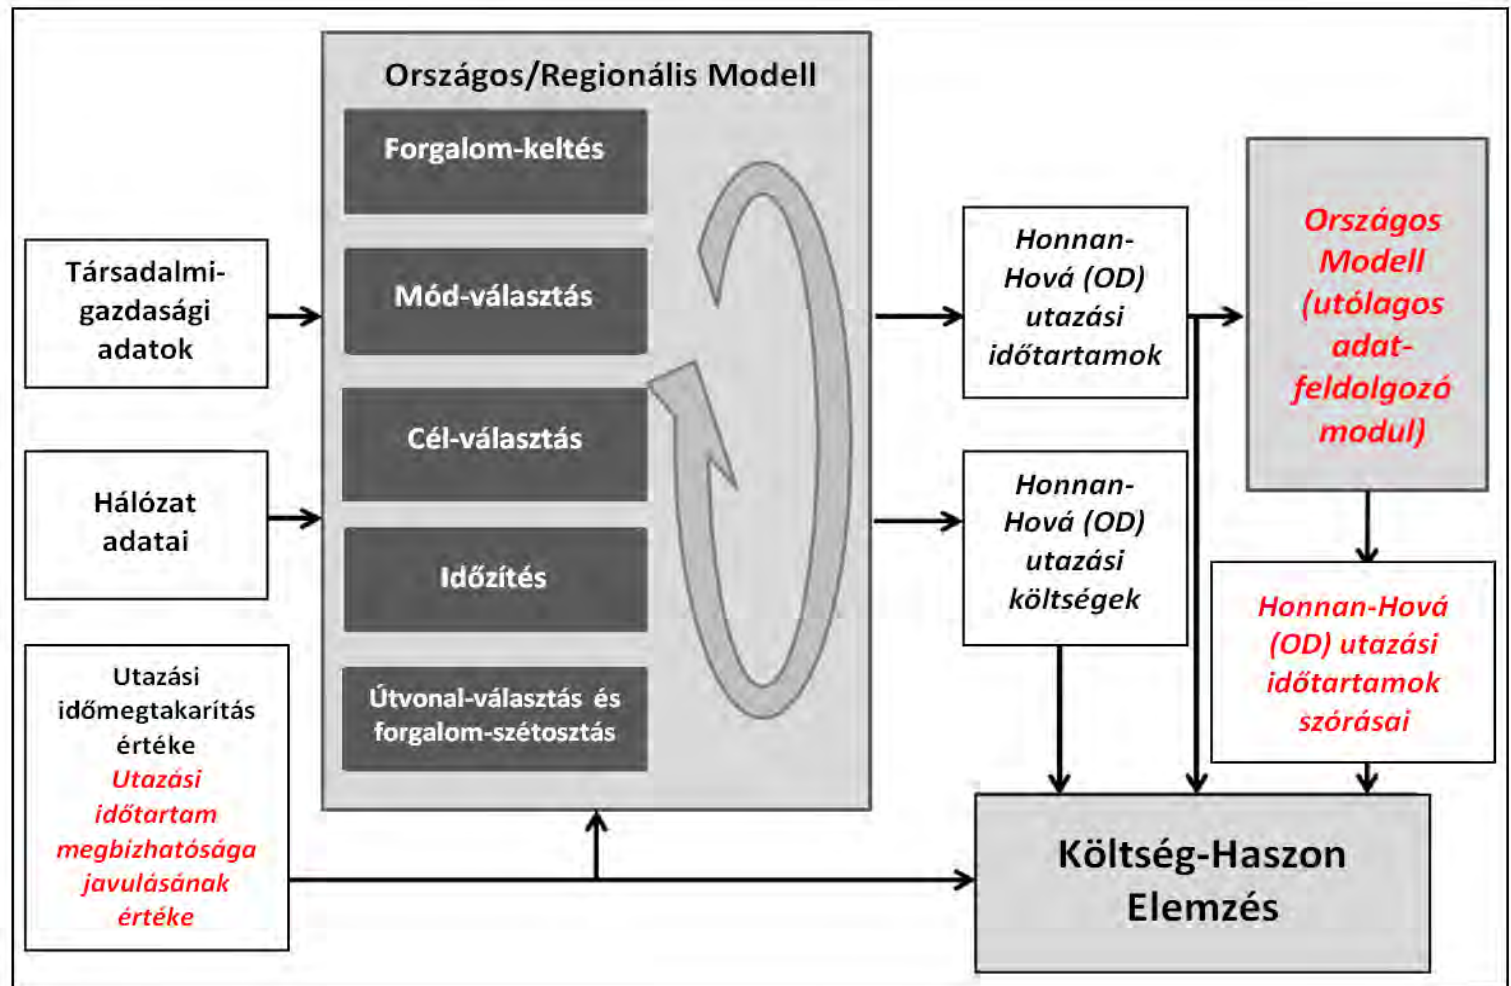 Országos/Regionális Modell
Forgalom-keltés
Mód-választás
Cél-választás
Időzítés
Útvonal-választás és
forgalom-szétosztás
Társadalmi-
gazdasági
adatok
Hálózat
adatai
Utazási
időmegtakarítás
értéke
Utazási
időtartam
megbizhatósága
javulásának
értéke
Honnan-
Hová (OD)
utazási
időtartamok
Honnan-
Hová (OD)
utazási
költségek
Országos
Modell
(utólagos
adat-
feldolgozó
modul)
Honnan-Hová
(OD) utazási
időtartamok
szórásai
Költség-Haszon
Elemzés